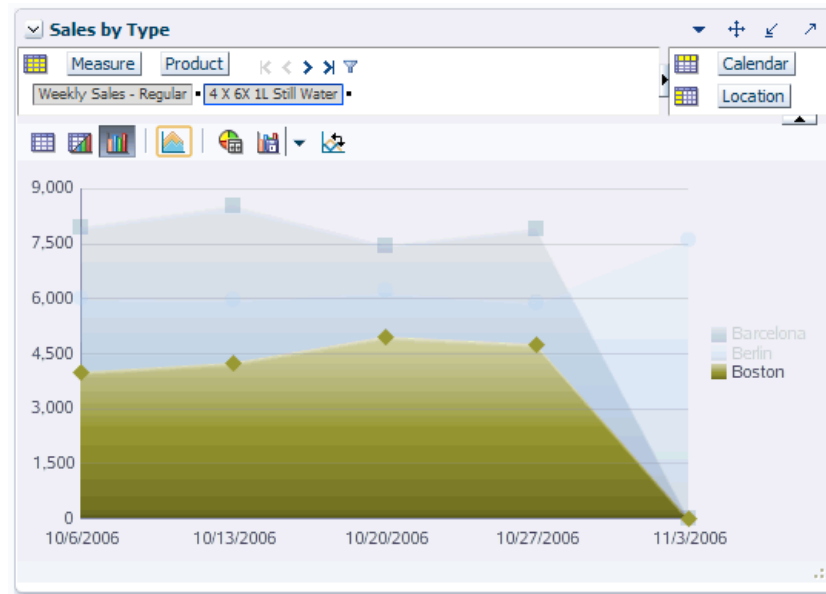 Sales by Type
Measure Product
Weekly Sales - Regular 4 X 6X 1L Still Water
Calendar
Location
9,000
7,500
6,000
4,500
3,000
1,500
0
10/6/2006 10/13/2006 10/20/2006 10/27/2006 11/3/2006
Barcelona
Berlin
Boston